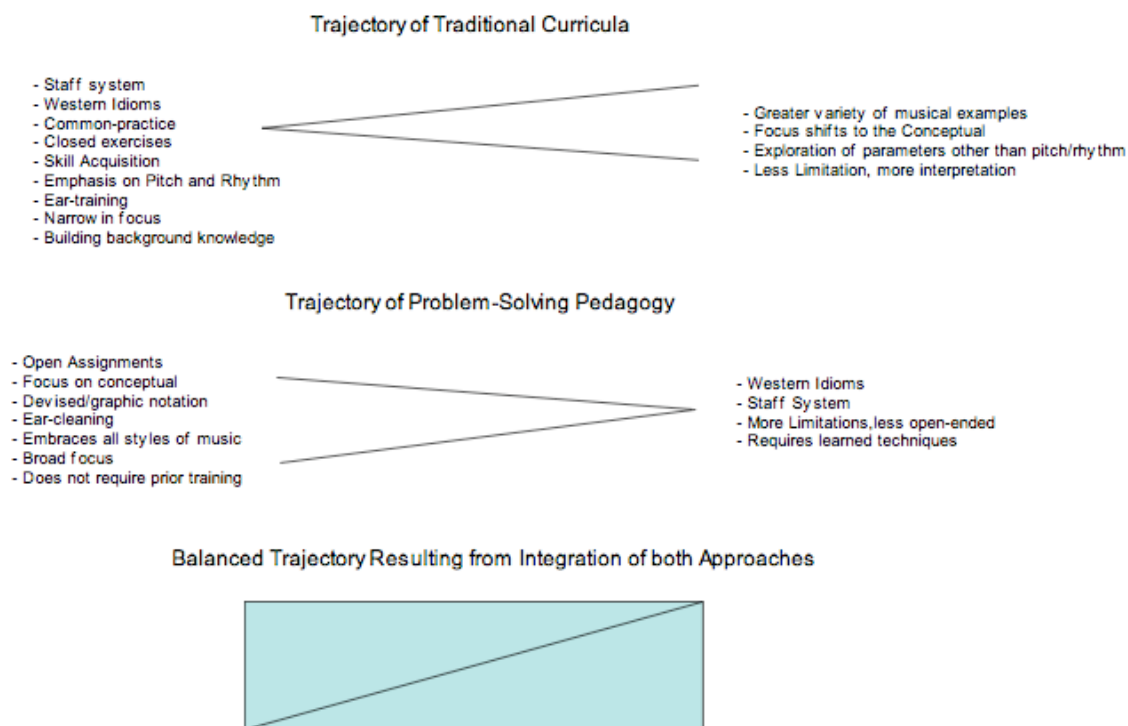 Trajectory of Traditional Curricula
- Staff system
- Western Idioms
- Common-practice
- Closed exercises
- Skill Acquisition
- Emphasis on Pitch and Rhythm
- Ear-training
- Narrow in focus
- Building background knowledge
- Greater variety of musical examples
- Focus shifts to the Conceptual
- Exploration of parameters other than pitch/rhythm
- Less Limitation, more interpretation
Trajectory of Problem-Solving Pedagogy
- Open Assignments
- Focus on conceptual
- Devised/graphic notation
- Ear-cleaning
- Embraces all styles of music
- Broad focus
- Does not require prior training
- Western Idioms
- Staff System
- More Limitations,less open-ended
- Requires learned techniques
Balanced Trajectory Resulting from Integration of both Approaches